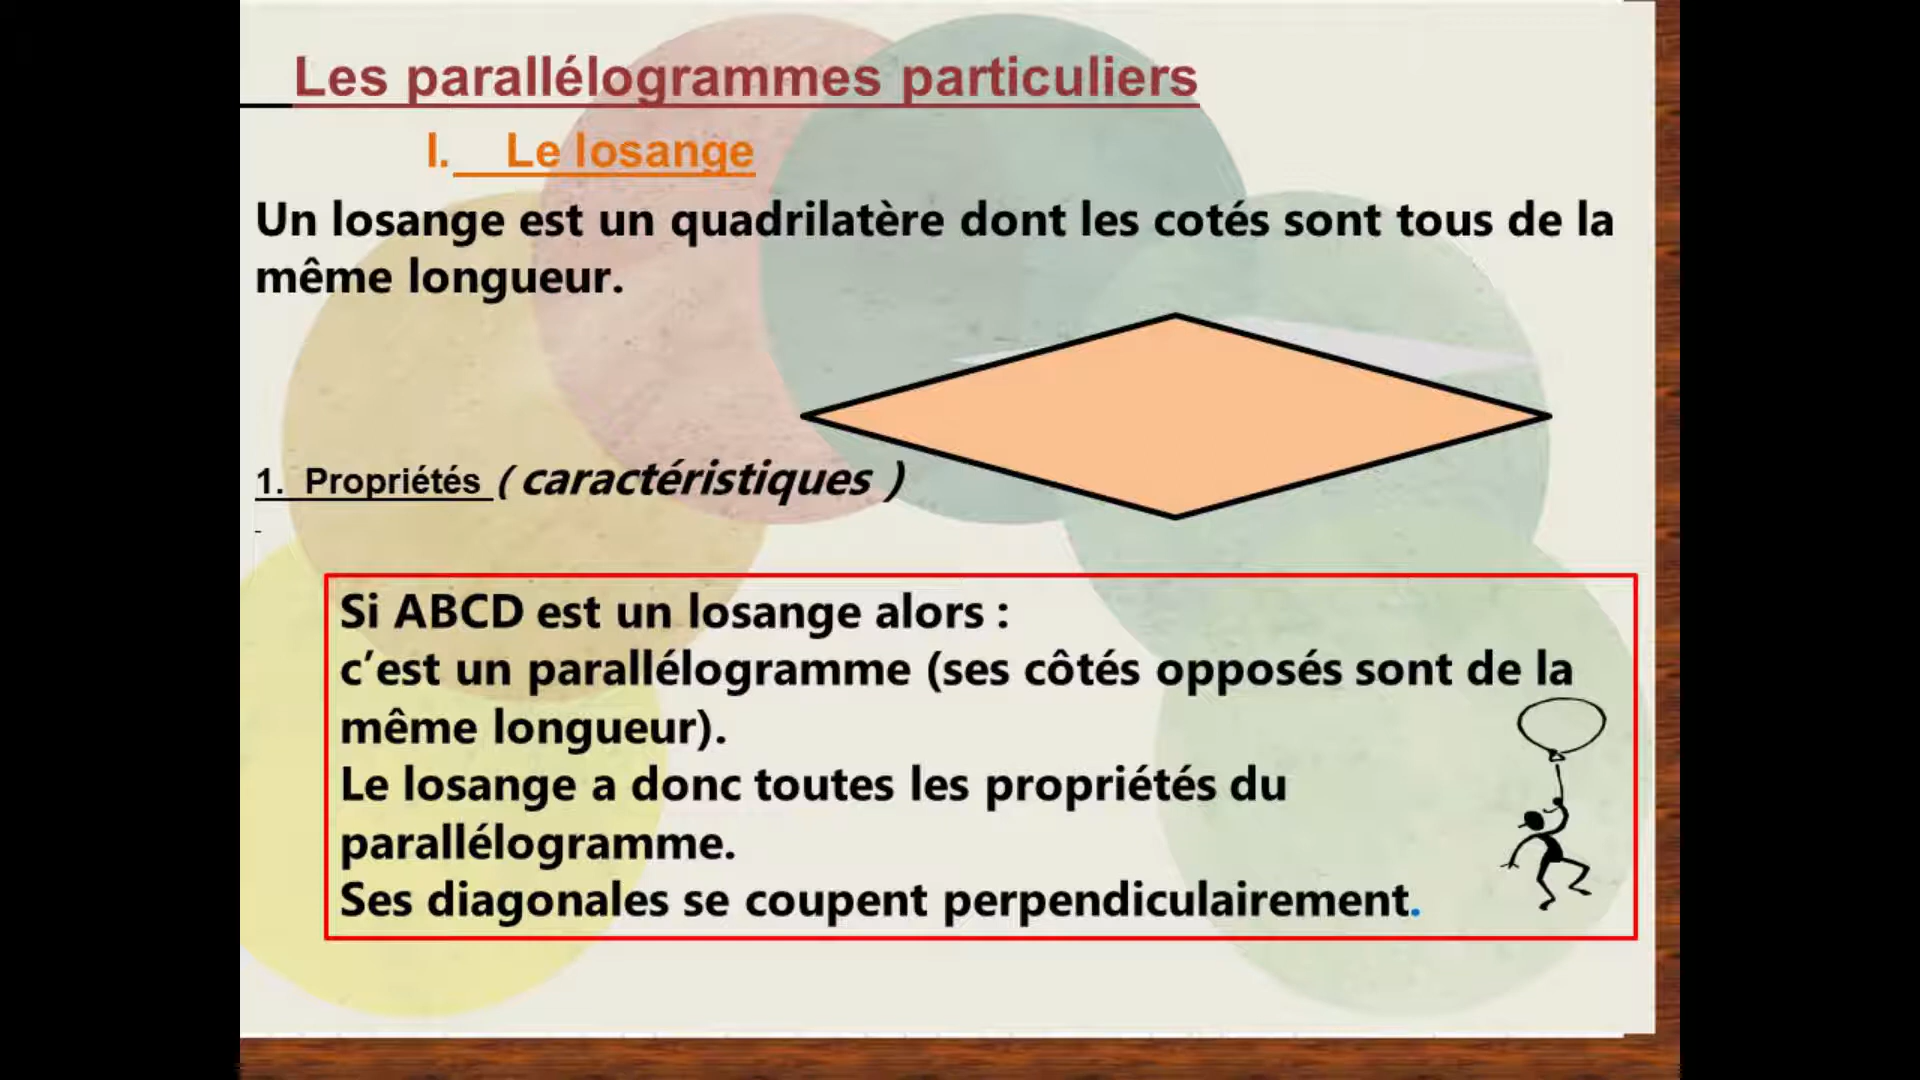 Les parallélogrammes particuliers
I. Le losange
Un losange est un quadrilatère dont les cotés sont tous de la
même longueur.
1. Propriétés ( caractéristiques )
Si ABCD est un losange alors :
c’est un parallélogramme (ses côtés opposés sont de la
même longueur).
Le losange a donc toutes les propriétés du
parallélogramme.
Ses diagonales se coupent perpendiculairement.